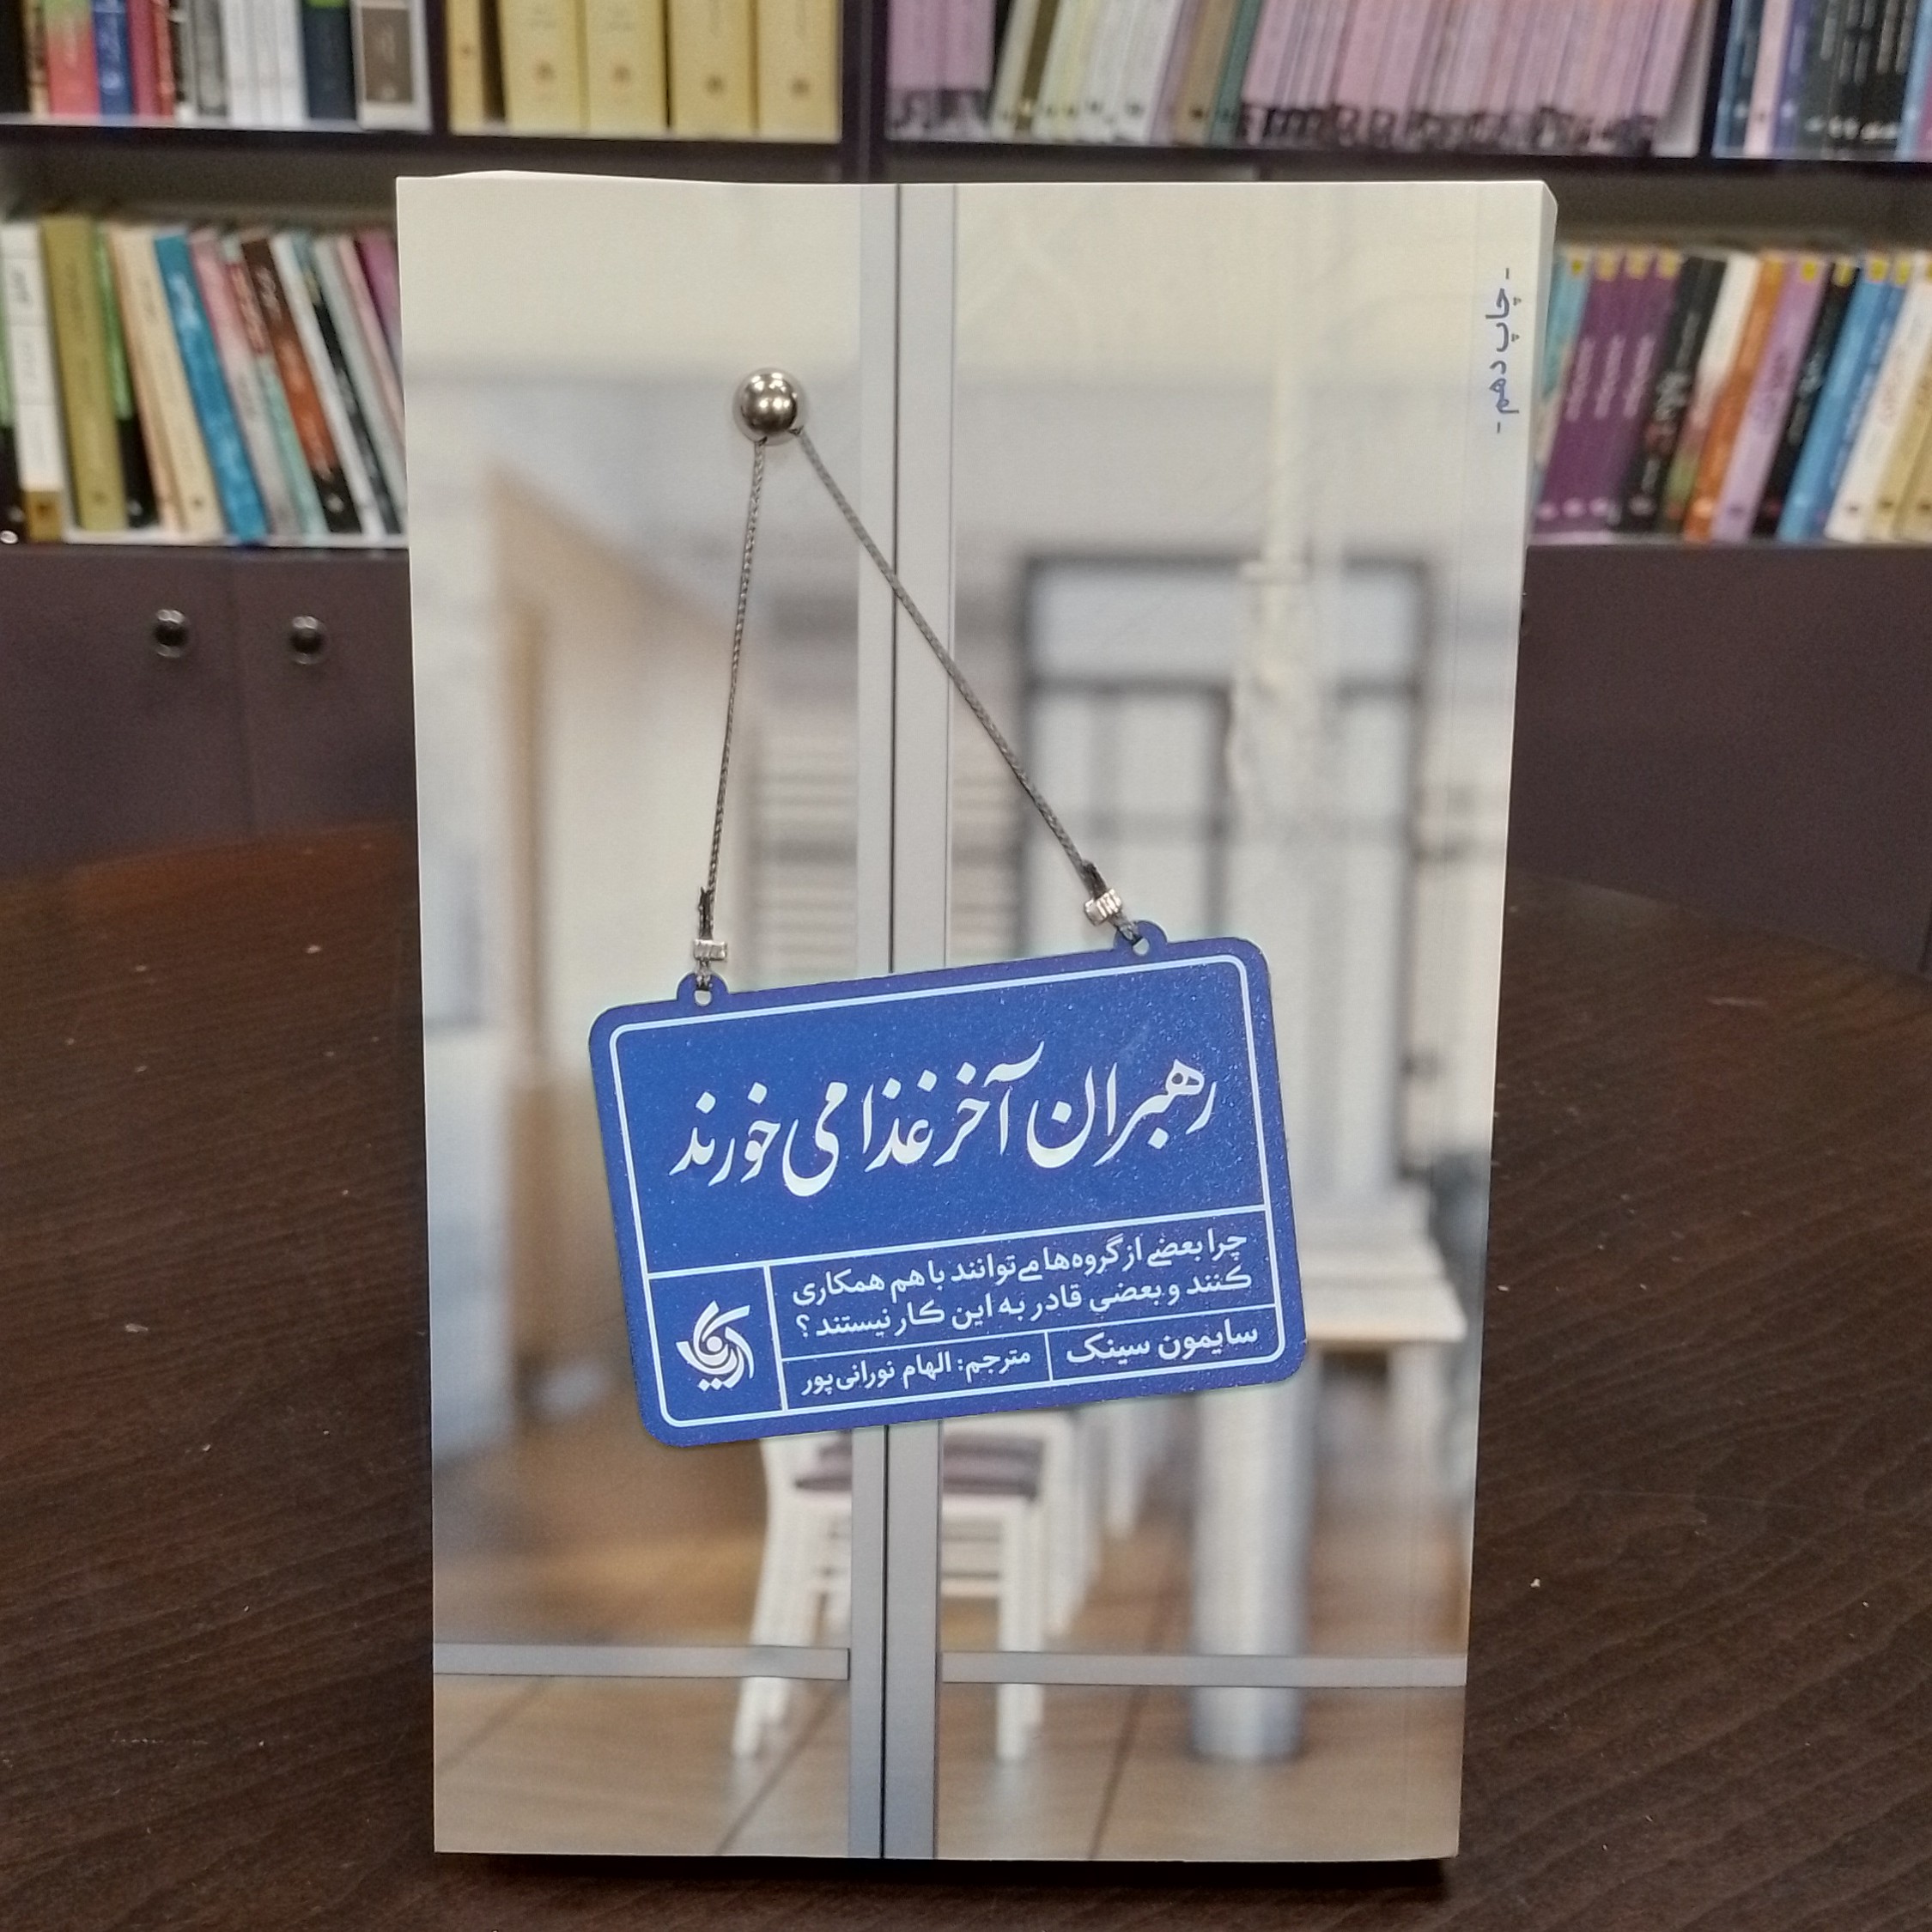 - چاپ دهم -
رهبران آخر غذا می خورند
چرا بعضی از گروه‌ها می‌توانند با هم همکاری
کنند و بعضی قادر به این کار نیستند؟
سایمون سینک
مترجم: الهام نورانی‌پور